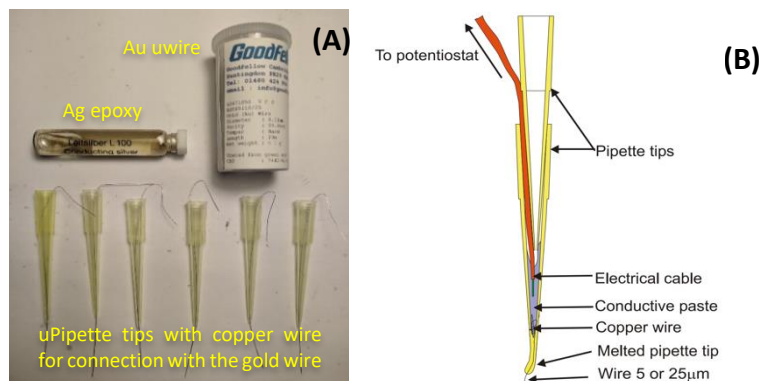 (A)
Au uwire
GoodFel
Ag epoxy
Leitsilber L 100
Conducting silver
uPipette tips with copper wire
for connection with the gold wire
(B)
To potentiostat
Pipette tips
Electrical cable
Conductive paste
Copper wire
Melted pipette tip
Wire 5 or 25μm